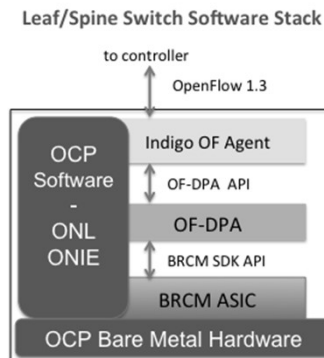 Leaf/Spine Switch Software Stack
to controller
OpenFlow 1.3
OCP
Software
-
ONL
ONIE
Indigo OF Agent
OF-DPA API
OF-DPA
BRCM SDK API
BRCM ASIC
OCP Bare Metal Hardware